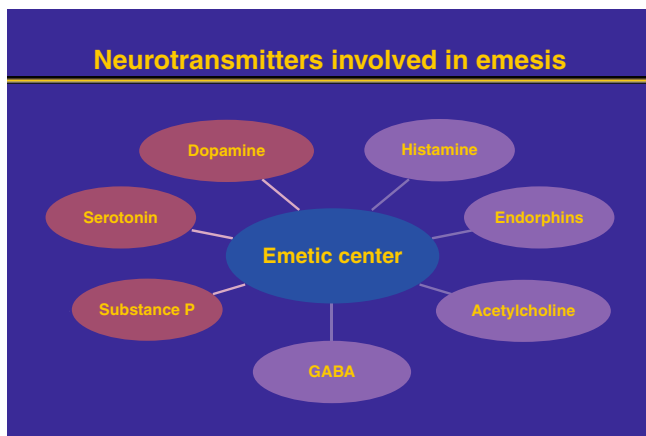 Neurotransmitters involved in emesis
Dopamine
Histamine
Serotonin
Endorphins
Emetic center
Substance P
Acetylcholine
GABA